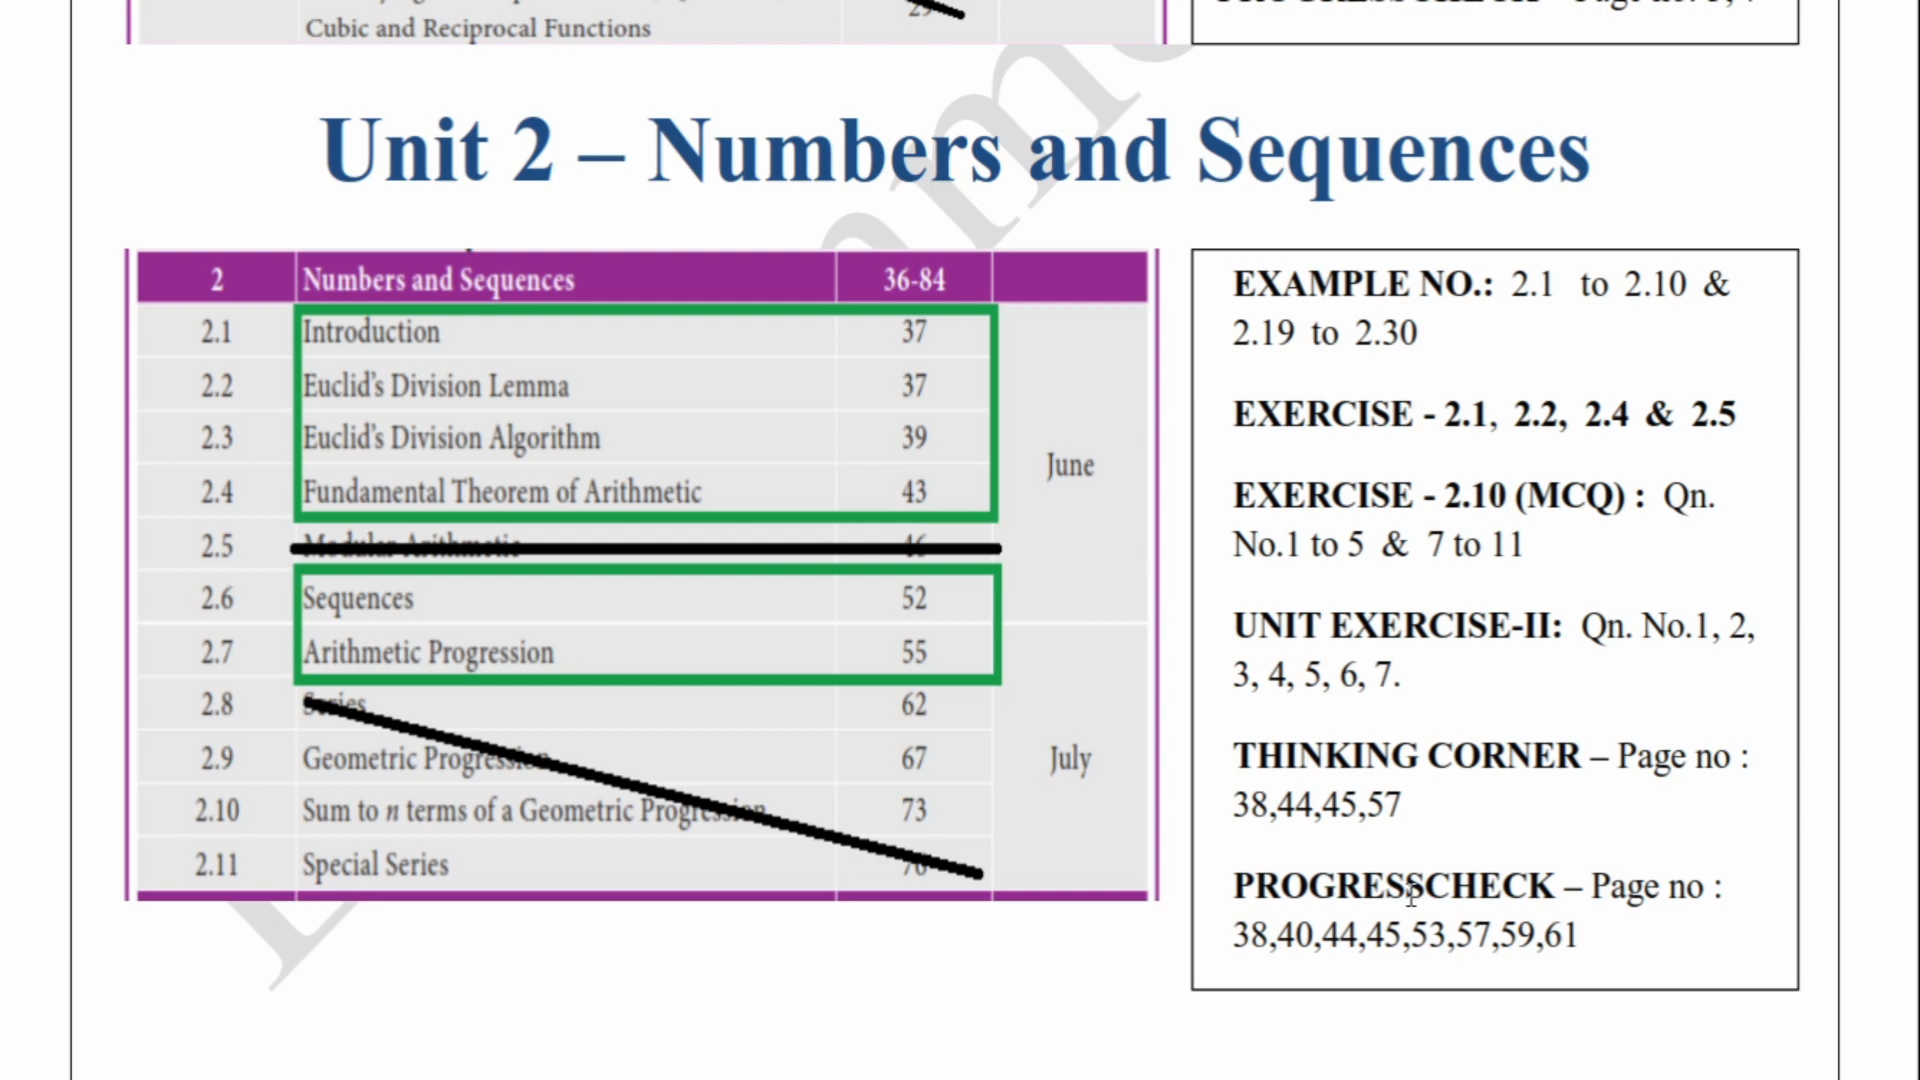 Cubic and Reciprocal Functions
Unit 2 – Numbers and Sequences
2 Numbers and Sequences 36-84
2.1 Introduction 37
2.2 Euclid's Division Lemma 37
2.3 Euclid's Division Algorithm 39
2.4 Fundamental Theorem of Arithmetic 43
June
2.5 Modular Arithmetic 46
2.6 Sequences 52
2.7 Arithmetic Progression 55
2.8 Series 62
2.9 Geometric Progression 67
July
2.10 Sum to n terms of a Geometric Progression 73
2.11 Special Series
EXAMPLE NO.: 2.1 to 2.10 &
2.19 to 2.30
EXERCISE - 2.1, 2.2, 2.4 & 2.5
EXERCISE - 2.10 (MCQ) : Qn.
No.1 to 5 & 7 to 11
UNIT EXERCISE-II: Qn. No.1, 2,
3, 4, 5, 6, 7.
THINKING CORNER – Page no :
38,44,45,57
PROGRESSCHECK – Page no :
38,40,44,45,53,57,59,61